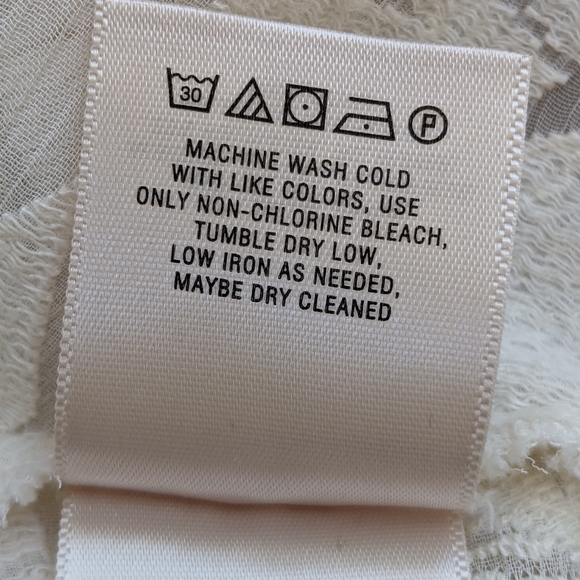 30 P
MACHINE WASH COLD
WITH LIKE COLORS, USE
ONLY NON-CHLORINE BLEACH,
TUMBLE DRY LOW,
LOW IRON AS NEEDED,
MAYBE DRY CLEANED